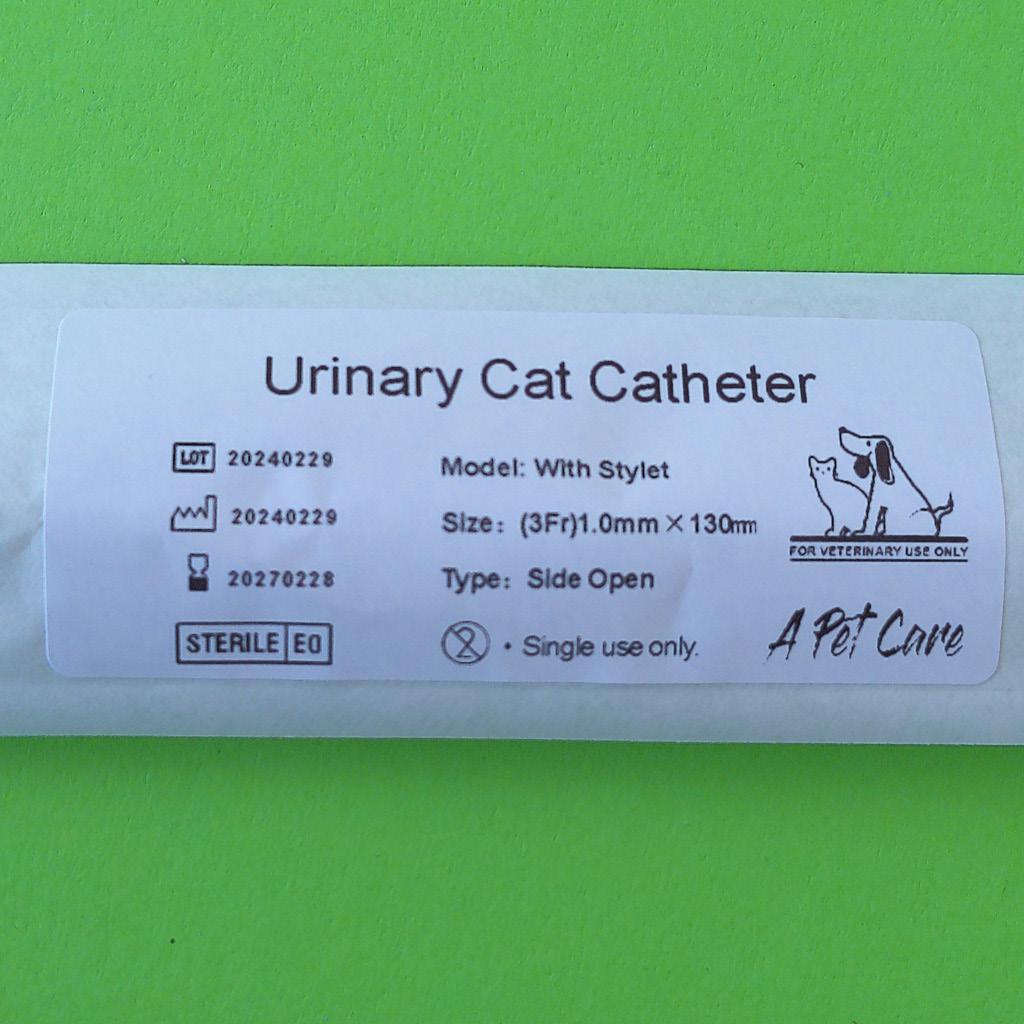 Urinary Cat Catheter
LOT 20240229
20240229
20270228
STERILE EO
Model: With Stylet
Size: (3Fr)1.0mm×130mm
Type: Side Open
2 • Single use only.
FOR VETERINARY USE ONLY
A Pet Care